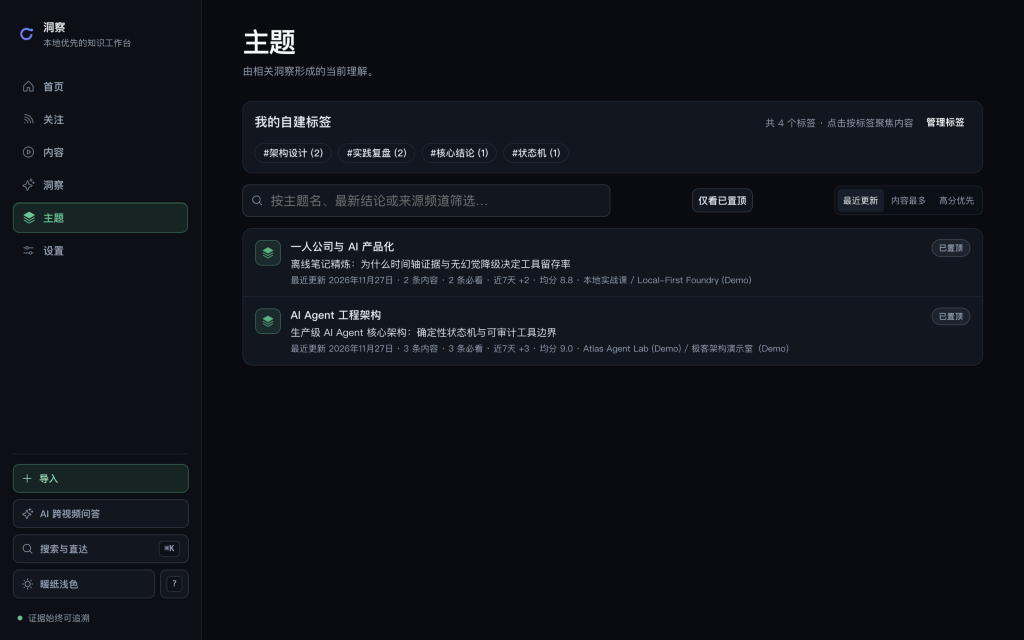 洞察
本地优先的知识工作台
首页
关注
内容
洞察
主题
设置
导入
AI 跨视频问答
搜索与直达 ⌘K
暖纸浅色 ?
证据始终可追溯
主题
由相关洞察形成的当前理解。
我的自建标签
共 4 个标签 · 点击按标签聚焦内容 管理标签
#架构设计 (2) #实践复盘 (2) #核心结论 (1) #状态机 (1)
按主题名、最新结论或来源频道筛选…
仅看已置顶
最近更新 内容最多 高分优先
一人公司与 AI 产品化 已置顶
离线笔记精炼：为什么时间轴证据与无幻觉降级决定工具留存率
最近更新 2026年11月27日 · 2 条内容 · 2 条必看 · 近7天 +2 · 均分 8.8 · 本地实战课 / Local-First Foundry (Demo)
AI Agent 工程架构 已置顶
生产级 AI Agent 核心架构：确定性状态机与可审计工具边界
最近更新 2026年11月27日 · 3 条内容 · 3 条必看 · 近7天 +3 · 均分 9.0 · Atlas Agent Lab (Demo) / 极客架构演示室（Demo）